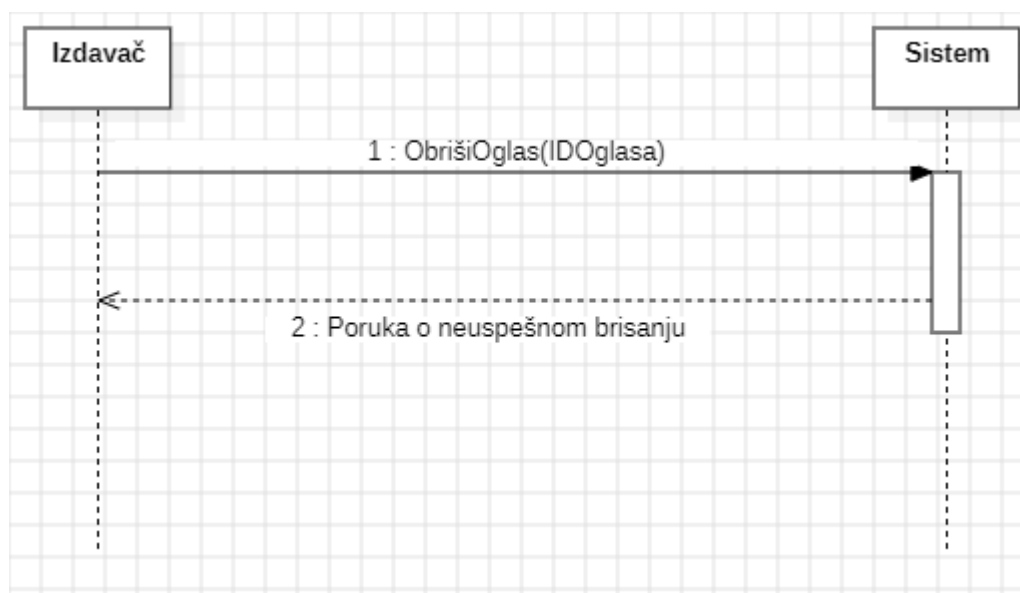 Izdavač
Sistem
1 : ObrišiOglas(IDOglasa)
2 : Poruka o neuspešnom brisanju